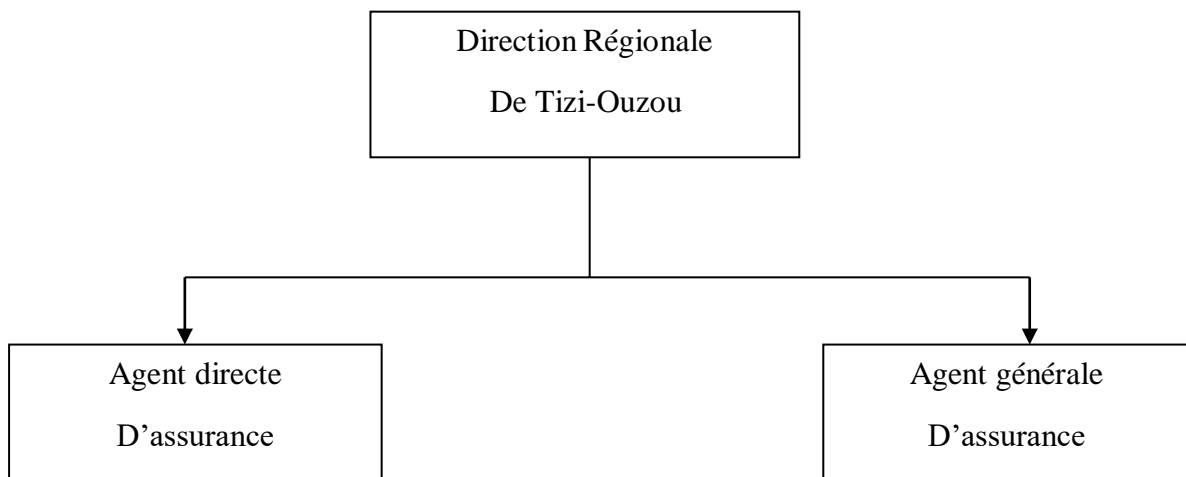 Direction Régionale
De Tizi-Ouzou
Agent directe
D’assurance
Agent générale
D’assurance